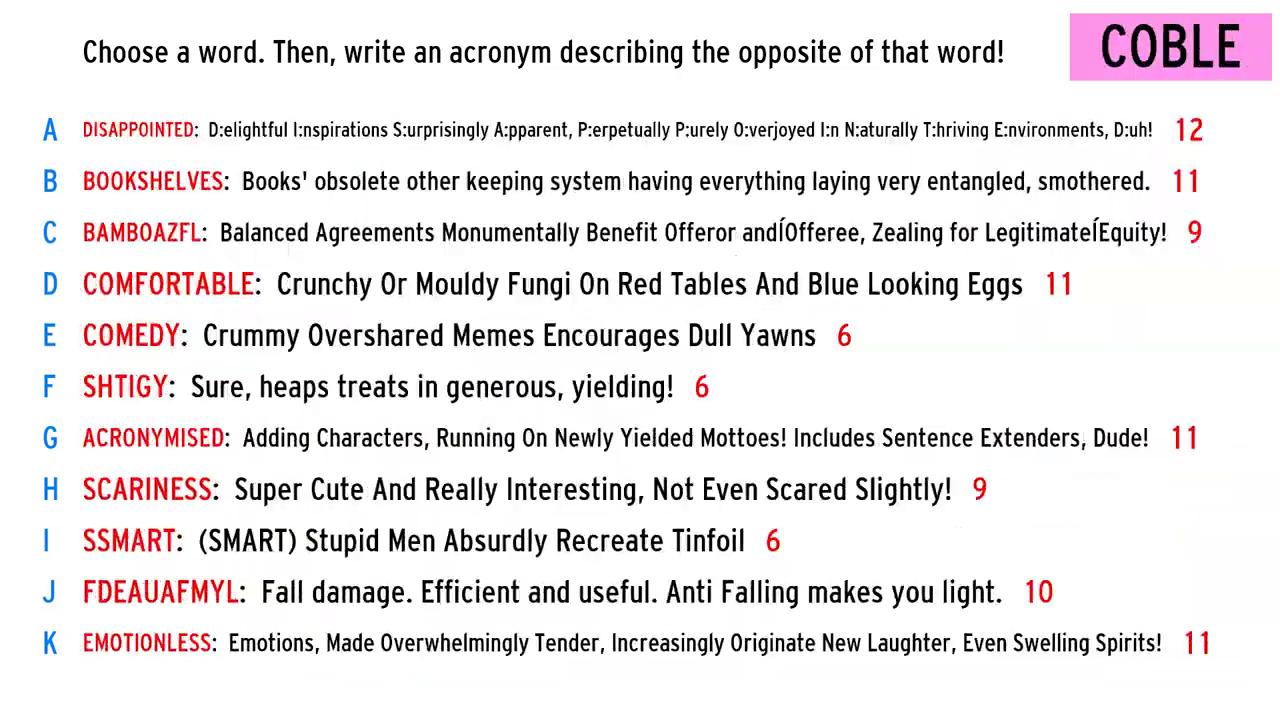 Choose a word. Then, write an acronym describing the opposite of that word!
COBLE
A DISAPPOINTED: D:elightful I:nspirations S:urprisingly A:pparent, P:erpetually P:urely O:verjoyed I:n N:aturally T:hriving E:nvironments, D:uh! 12
B BOOKSHELVES: Books' obsolete other keeping system having everything laying very entangled, smothered. 11
C BAMBOAZFL: Balanced Agreements Monumentally Benefit Offeror andÍOfferee, Zealing for LegitimateÍEquity! 9
D COMFORTABLE: Crunchy Or Mouldy Fungi On Red Tables And Blue Looking Eggs 11
E COMEDY: Crummy Overshared Memes Encourages Dull Yawns 6
F SHTIGY: Sure, heaps treats in generous, yielding! 6
G ACRONYMISED: Adding Characters, Running On Newly Yielded Mottoes! Includes Sentence Extenders, Dude! 11
H SCARINESS: Super Cute And Really Interesting, Not Even Scared Slightly! 9
I SSMART: (SMART) Stupid Men Absurdly Recreate Tinfoil 6
J FDEAUAFMYL: Fall damage. Efficient and useful. Anti Falling makes you light. 10
K EMOTIONLESS: Emotions, Made Overwhelmingly Tender, Increasingly Originate New Laughter, Even Swelling Spirits! 11